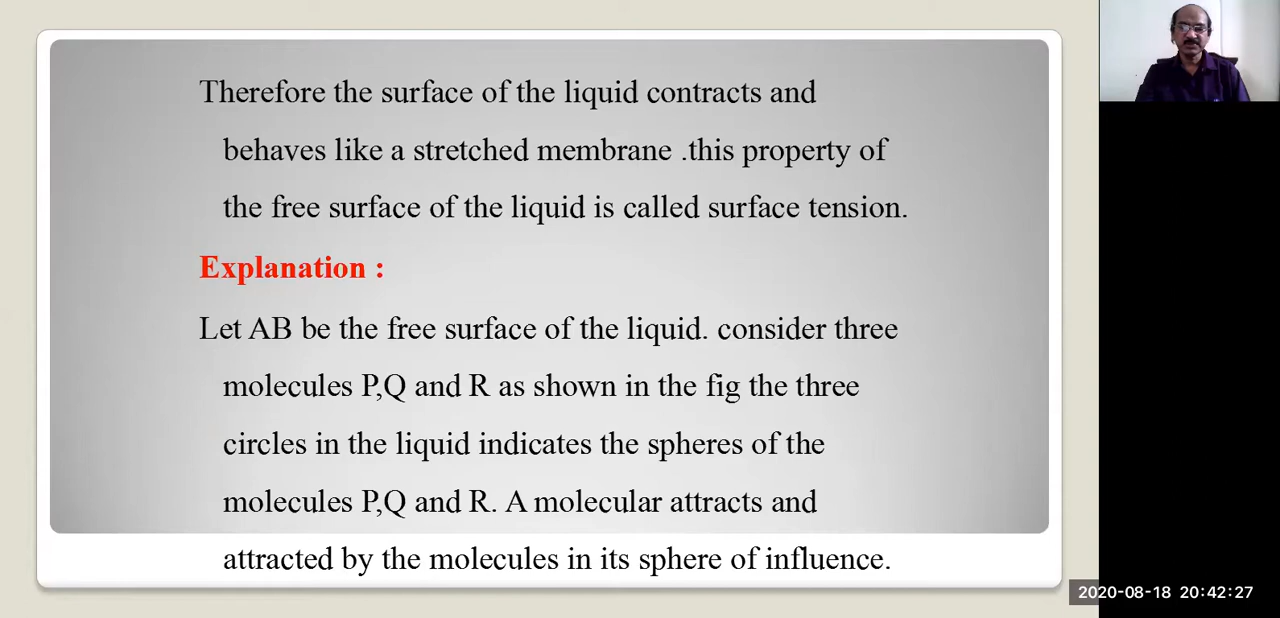 Therefore the surface of the liquid contracts and
behaves like a stretched membrane .this property of
the free surface of the liquid is called surface tension.
Explanation :
Let AB be the free surface of the liquid. consider three
molecules P,Q and R as shown in the fig the three
circles in the liquid indicates the spheres of the
molecules P,Q and R. A molecular attracts and
attracted by the molecules in its sphere of influence.
2020-08-18 20:42:27